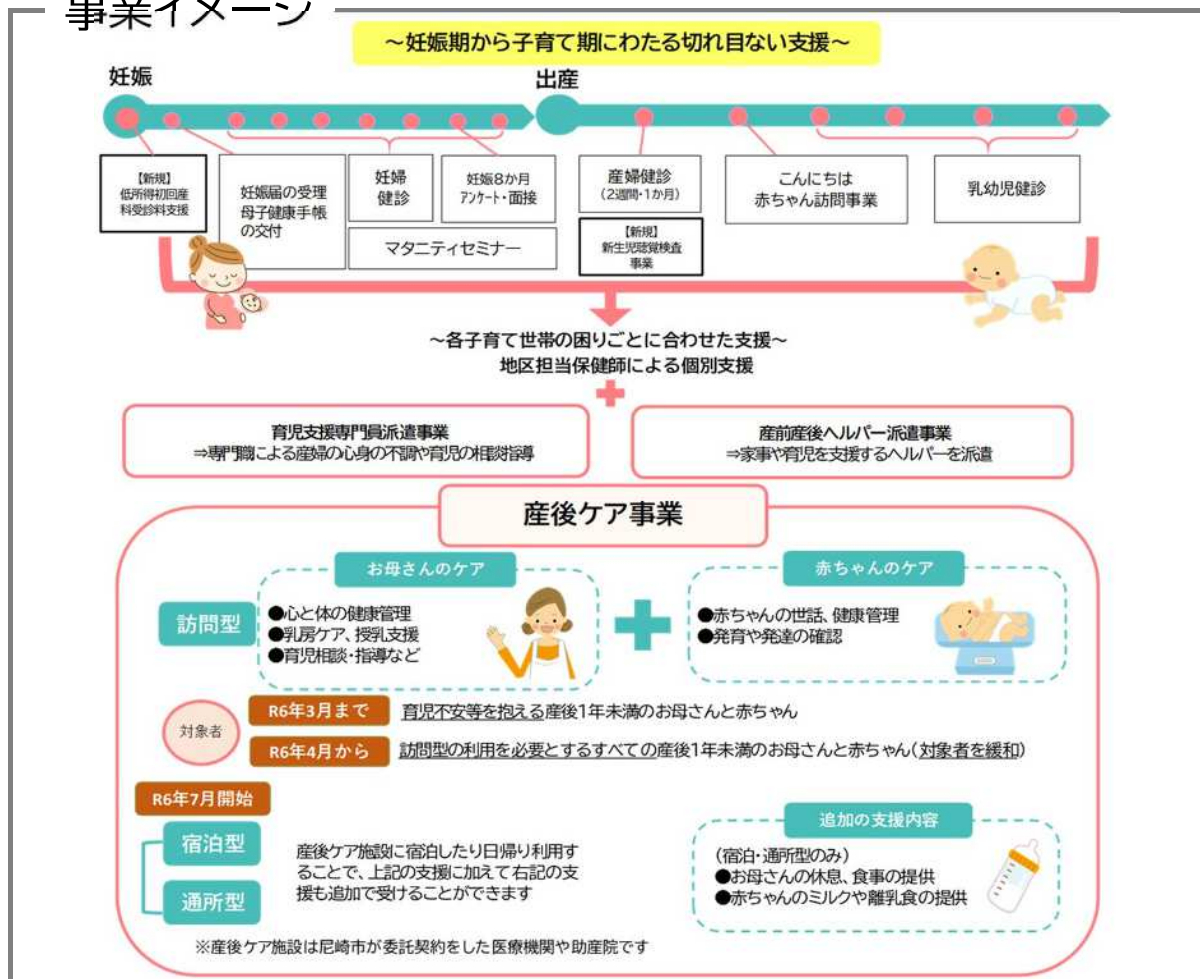 事業イメージ
～妊娠期から子育て期にわたる切れ目ない支援～
妊娠
出産
【新規】
低所得初回産
科受診料支援
妊娠届の受理
母子健康手帳
の交付
妊婦
健診
妊娠8か月
アンケート・面接
マタニティセミナー
産婦健診
(2週間・1か月)
【新規】
新生児聴覚検査
事業
こんにちは
赤ちゃん訪問事業
乳幼児健診
～各子育て世帯の困りごとに合わせた支援～
地区担当保健師による個別支援
育児支援専門員派遣事業
⇒専門職による産婦の心身の不調や育児の相談指導
産前産後ヘルパー派遣事業
⇒家事や育児を支援するヘルパーを派遣
産後ケア事業
訪問型
お母さんのケア
●心と体の健康管理
●乳房ケア、授乳支援
●育児相談・指導など
赤ちゃんのケア
●赤ちゃんの世話、健康管理
●発育や発達の確認
対象者
R6年3月まで 育児不安等を抱える産後1年未満のお母さんと赤ちゃん
R6年4月から 訪問型の利用を必要とするすべての産後1年未満のお母さんと赤ちゃん(対象者を緩和)
R6年7月開始
宿泊型
通所型
産後ケア施設に宿泊したり日帰り利用す
ることで、上記の支援に加えて右記の支
援も追加で受けることができます
追加の支援内容
(宿泊・通所型のみ)
●お母さんの休息、食事の提供
●赤ちゃんのミルクや離乳食の提供
※産後ケア施設は尼崎市が委託契約をした医療機関や助産院です